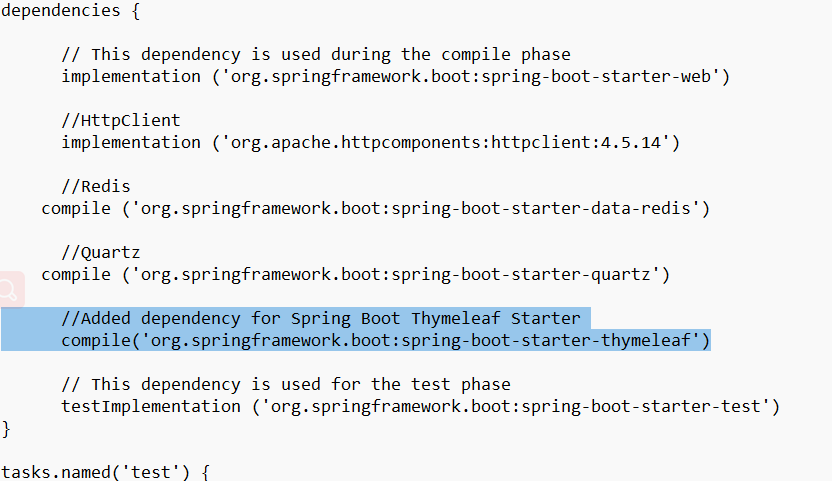 dependencies {
// This dependency is used during the compile phase
implementation ('org.springframework.boot:spring-boot-starter-web')
//HttpClient
implementation ('org.apache.httpcomponents:httpclient:4.5.14')
//Redis
compile ('org.springframework.boot:spring-boot-starter-data-redis')
//Quartz
compile ('org.springframework.boot:spring-boot-starter-quartz')
//Added dependency for Spring Boot Thymeleaf Starter
compile('org.springframework.boot:spring-boot-starter-thymeleaf')
// This dependency is used for the test phase
testImplementation ('org.springframework.boot:spring-boot-starter-test')
}
tasks.named('test') {